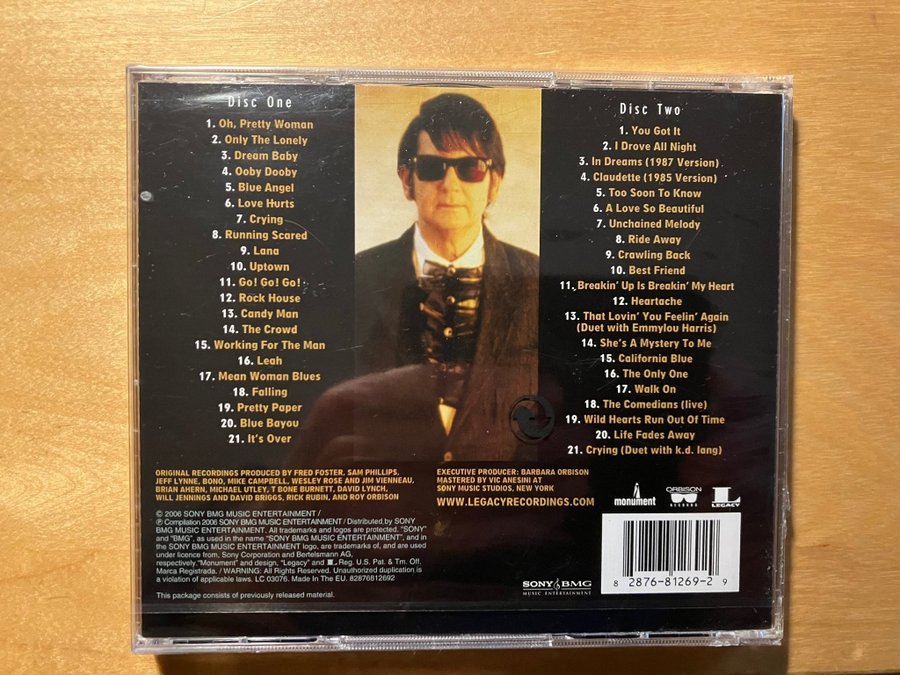 Disc One
1. Oh, Pretty Woman
2. Only The Lonely
3. Dream Baby
4. Ooby Dooby
5. Blue Angel
6. Love Hurts
7. Crying
8. Running Scared
9. Lana
10. Uptown
11. Go! Go! Go!
12. Rock House
13. Candy Man
14. The Crowd
15. Working For The Man
16. Leah
17. Mean Woman Blues
18. Falling
19. Pretty Paper
20. Blue Bayou
21. It's Over
Disc Two
1. You Got It
2. I Drove All Night
3. In Dreams (1987 Version)
4. Claudette (1985 Version)
5. Too Soon To Know
6. A Love So Beautiful
7. Unchained Melody
8. Ride Away
9. Crawling Back
10. Best Friend
11. Breakin' Up Is Breakin' My Heart
12. Heartache
13. That Lovin' You Feelin' Again
(Duet with Emmylou Harris)
14. She's A Mystery To Me
15. California Blue
16. The Only One
17. Walk On
18. The Comedians (live)
19. Wild Hearts Run Out Of Time
20. Life Fades Away
21. Crying (Duet with k.d. lang)
ORIGINAL RECORDINGS PRODUCED BY FRED FOSTER, SAM PHILLIPS,
JEFF LYNNE, BONO, MIKE CAMPBELL, WESLEY ROSE AND JIM VIENNEAU,
BRIAN AHERN, MICHAEL UTLEY, T BONE BURNETT, DAVID LYNCH,
WILL JENNINGS AND DAVID BRIGGS, RICK RUBIN, AND ROY ORBISON
EXECUTIVE PRODUCER: BARBARA ORBISON
MASTERED BY VIC ANESINI AT
SONY MUSIC STUDIOS, NEW YORK
WWW.LEGACYRECORDINGS.COM
© 2006 SONY BMG MUSIC ENTERTAINMENT /
℗ Compilation 2006 SONY BMG MUSIC ENTERTAINMENT / Distributed by SONY
BMG MUSIC ENTERTAINMENT. All trademarks and logos are protected. "SONY"
and "BMG", as used in the name "SONY BMG MUSIC ENTERTAINMENT", and in
the SONY BMG MUSIC ENTERTAINMENT logo, are trademarks of, and are used
under licence from, Sony Corporation and Bertelsmann AG,
respectively."Monument" and design, "Legacy" and L Reg. U.S. Pat. & Tm. Off.
Marca Registrada. / WARNING: All Rights Reserved. Unauthorized duplication is
a violation of applicable laws. LC 03076. Made In The EU. 82876812692
This package consists of previously released material.
SONY BMG
MUSIC ENTERTAINMENT
monument
ORBISON
RECORDS
L
LEGACY
8 2876-81269-2 9